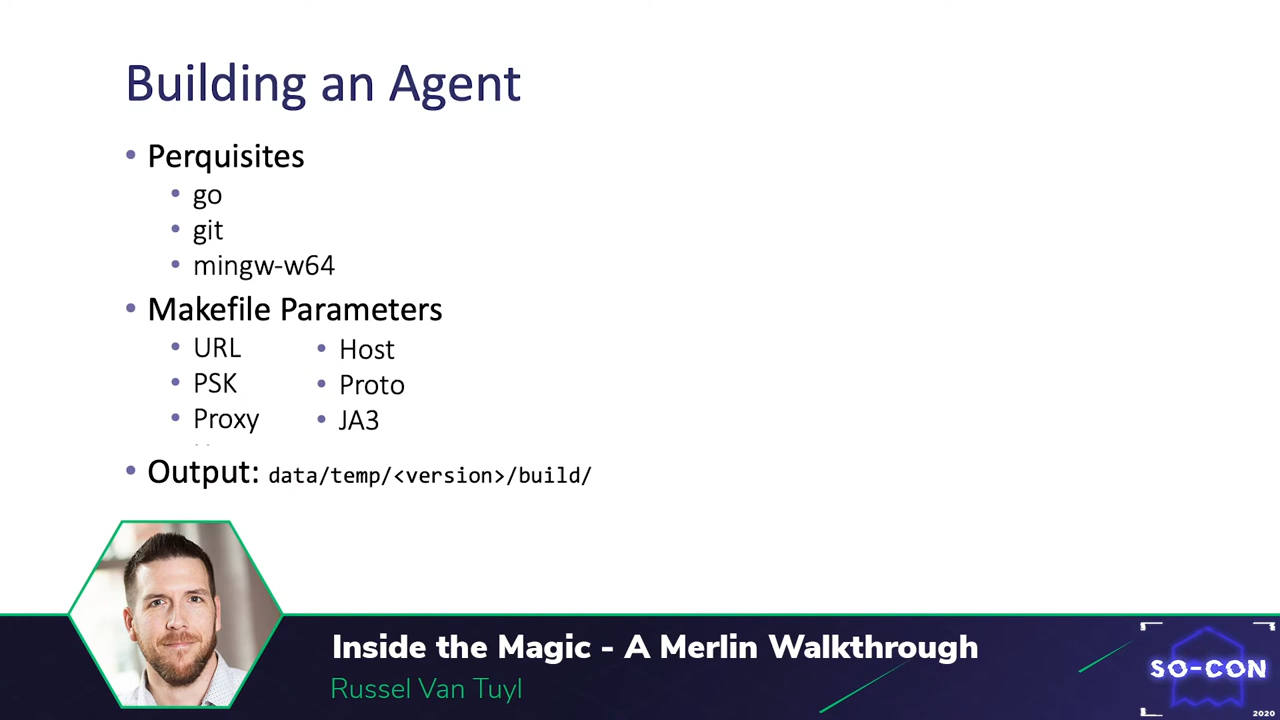 Building an Agent
• Perquisites
• go
• git
• mingw-w64
• Makefile Parameters
• URL
• PSK
• Proxy
• Host
• Proto
• JA3
• Output: data/temp/<version>/build/
Inside the Magic - A Merlin Walkthrough
Russel Van Tuyl
SO-CON
2020